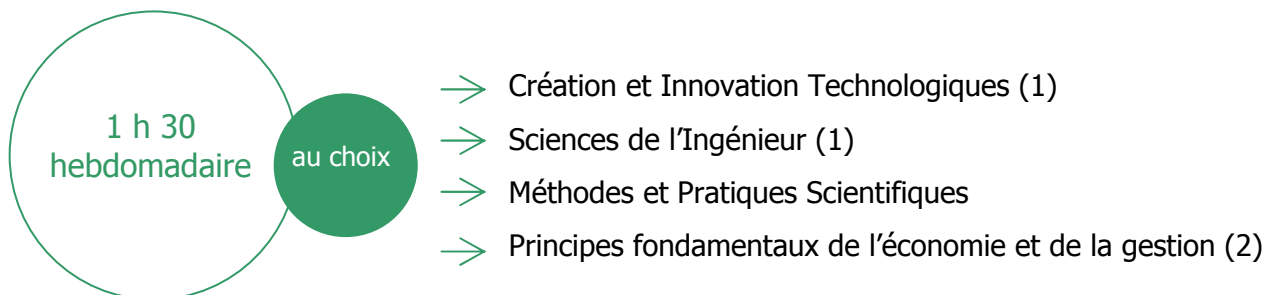 1 h 30
hebdomadaire
au choix
Création et Innovation Technologiques (1)
Sciences de l’Ingénieur (1)
Méthodes et Pratiques Scientifiques
Principes fondamentaux de l’économie et de la gestion (2)